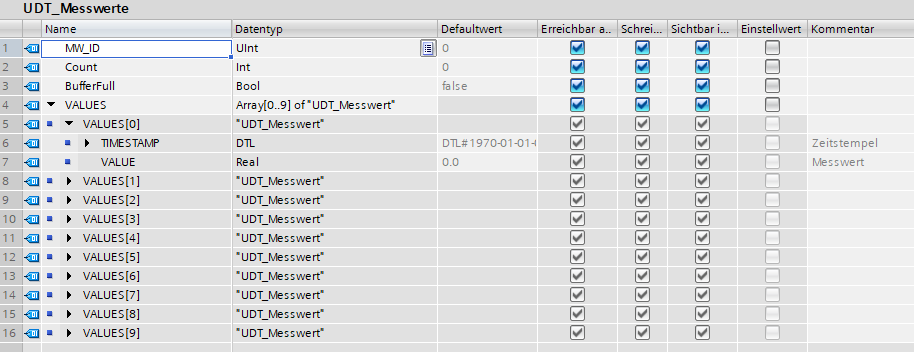 UDT_Messwerte
Name Datentyp Defaultwert Erreichbar a.. Schrei... Sichtbar i... Einstellwert Kommentar
1 MW_ID UInt 0
2 Count Int 0
3 BufferFull Bool false
4 VALUES Array[0..9] of "UDT_Messwert"
5 VALUES[0] "UDT_Messwert"
6 TIMESTAMP DTL DTL#1970-01-01-( Zeitstempel
7 VALUE Real 0.0 Messwert
8 VALUES[1] "UDT_Messwert"
9 VALUES[2] "UDT_Messwert"
10 VALUES[3] "UDT_Messwert"
11 VALUES[4] "UDT_Messwert"
12 VALUES[5] "UDT_Messwert"
13 VALUES[6] "UDT_Messwert"
14 VALUES[7] "UDT_Messwert"
15 VALUES[8] "UDT_Messwert"
16 VALUES[9] "UDT_Messwert"